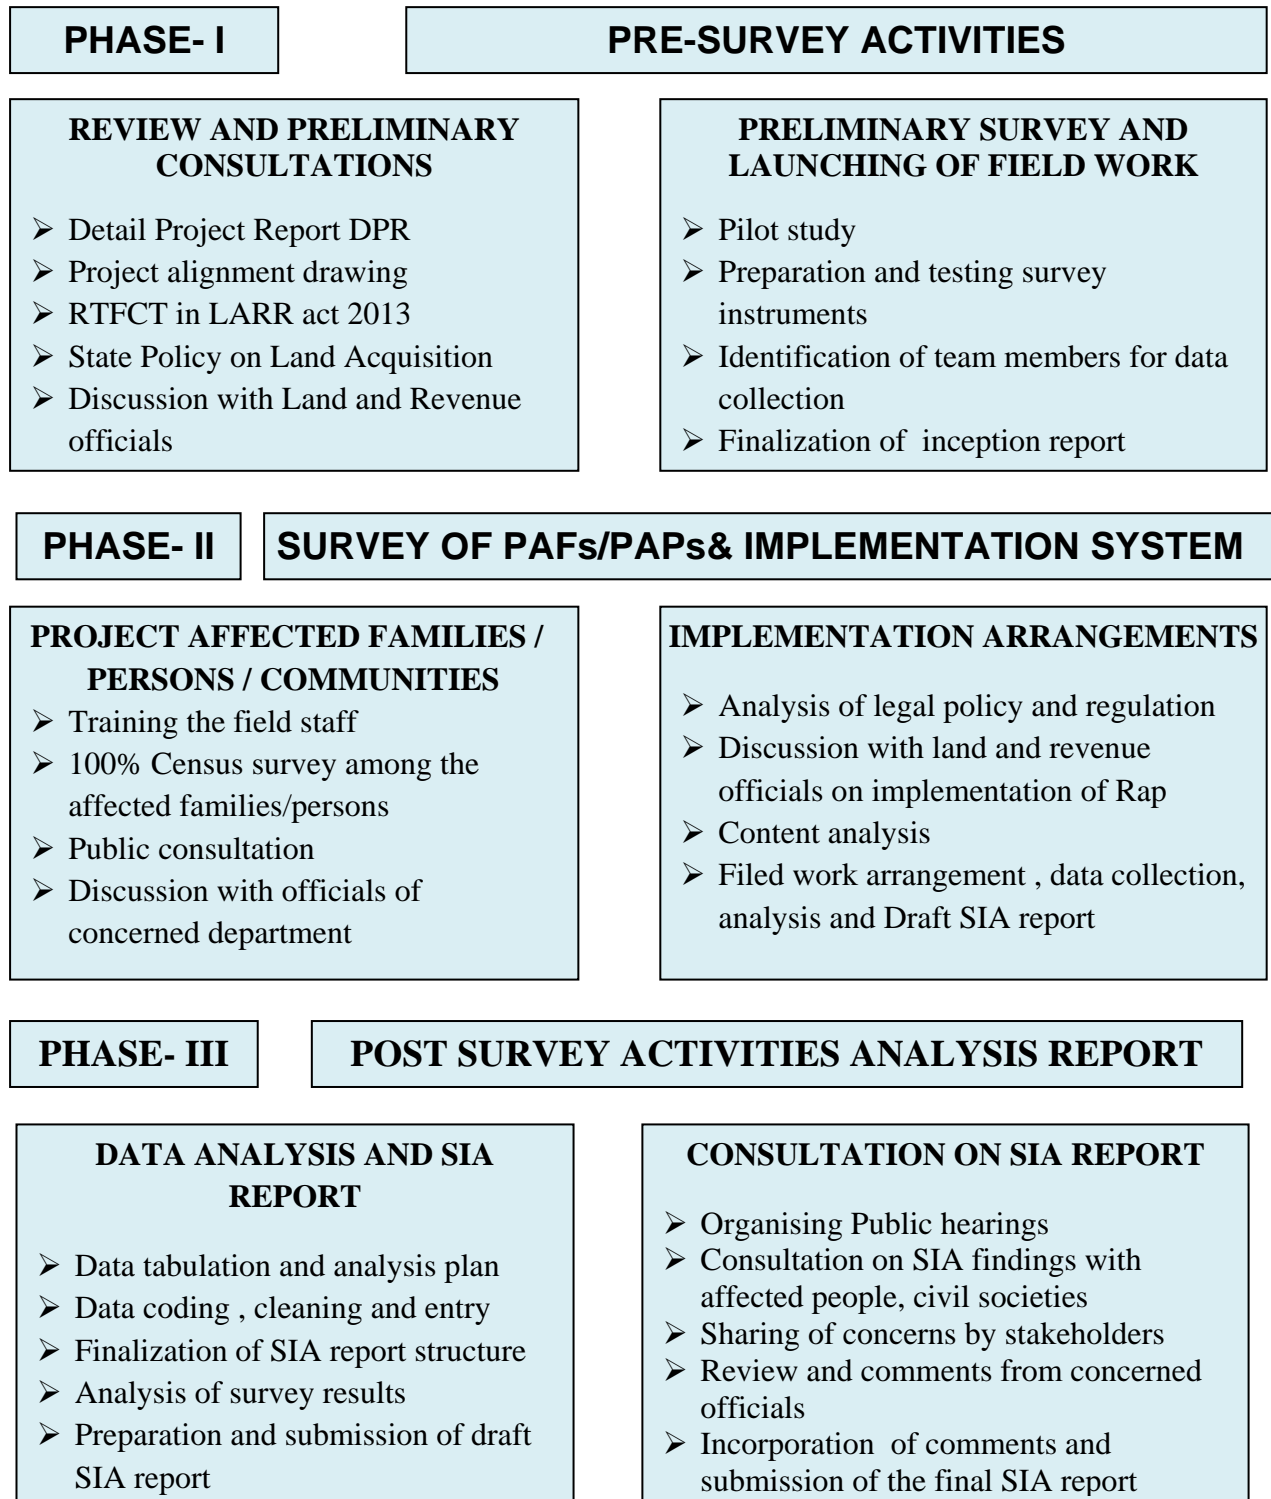 PHASE- I
PRE-SURVEY ACTIVITIES
REVIEW AND PRELIMINARY
CONSULTATIONS
➢ Detail Project Report DPR
➢ Project alignment drawing
➢ RTFCT in LARR act 2013
➢ State Policy on Land Acquisition
➢ Discussion with Land and Revenue
officials
PRELIMINARY SURVEY AND
LAUNCHING OF FIELD WORK
➢ Pilot study
➢ Preparation and testing survey
instruments
➢ Identification of team members for data
collection
➢ Finalization of  inception report
PHASE- II
SURVEY OF PAFs/PAPs& IMPLEMENTATION SYSTEM
PROJECT AFFECTED FAMILIES /
PERSONS / COMMUNITIES
➢ Training the field staff
➢ 100% Census survey among the
affected families/persons
➢ Public consultation
➢ Discussion with officials of
concerned department
IMPLEMENTATION ARRANGEMENTS
➢ Analysis of legal policy and regulation
➢ Discussion with land and revenue
officials on implementation of Rap
➢ Content analysis
➢ Filed work arrangement , data collection,
analysis and Draft SIA report
PHASE- III
POST SURVEY ACTIVITIES ANALYSIS REPORT
DATA ANALYSIS AND SIA
REPORT
➢ Data tabulation and analysis plan
➢ Data coding , cleaning and entry
➢ Finalization of SIA report structure
➢ Analysis of survey results
➢ Preparation and submission of draft
SIA report
CONSULTATION ON SIA REPORT
➢ Organising Public hearings
➢ Consultation on SIA findings with
affected people, civil societies
➢ Sharing of concerns by stakeholders
➢ Review and comments from concerned
officials
➢ Incorporation  of comments and
submission of the final SIA report